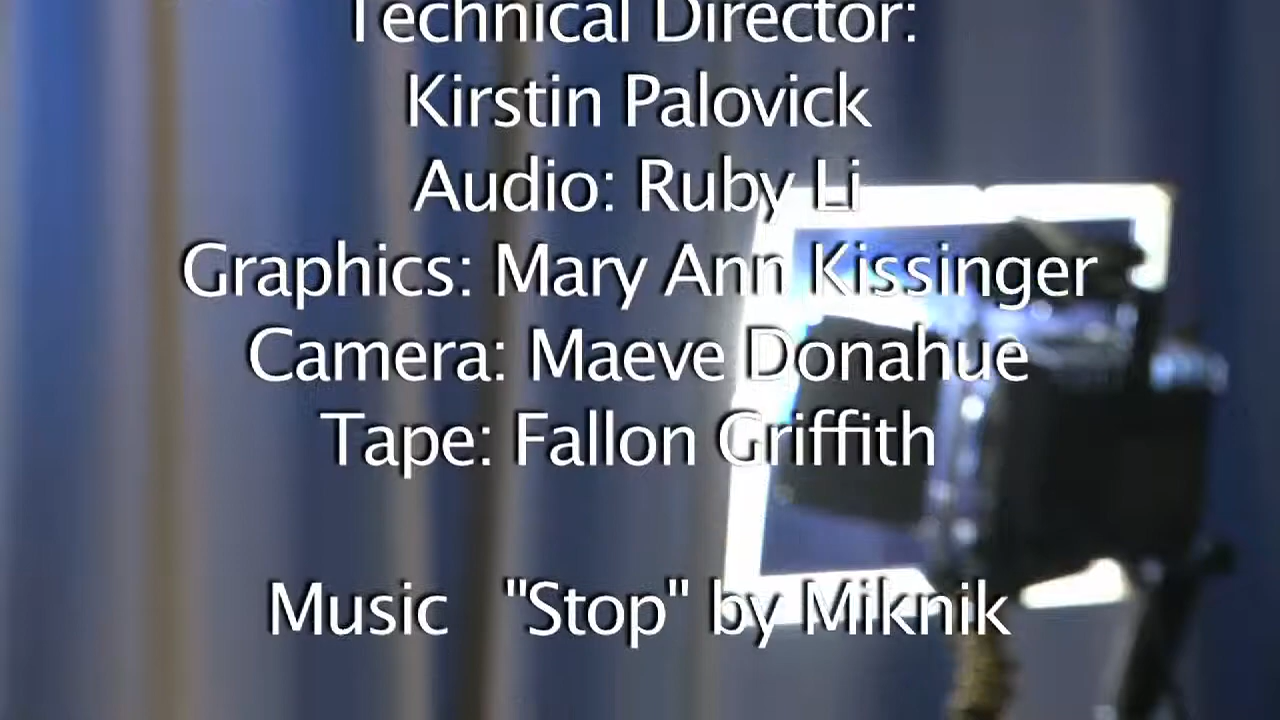 Technical Director:
Kirstin Palovick
Audio: Ruby Li
Graphics: Mary Ann Kissinger
Camera: Maeve Donahue
Tape: Fallon Griffith
Music "Stop" by Miknik